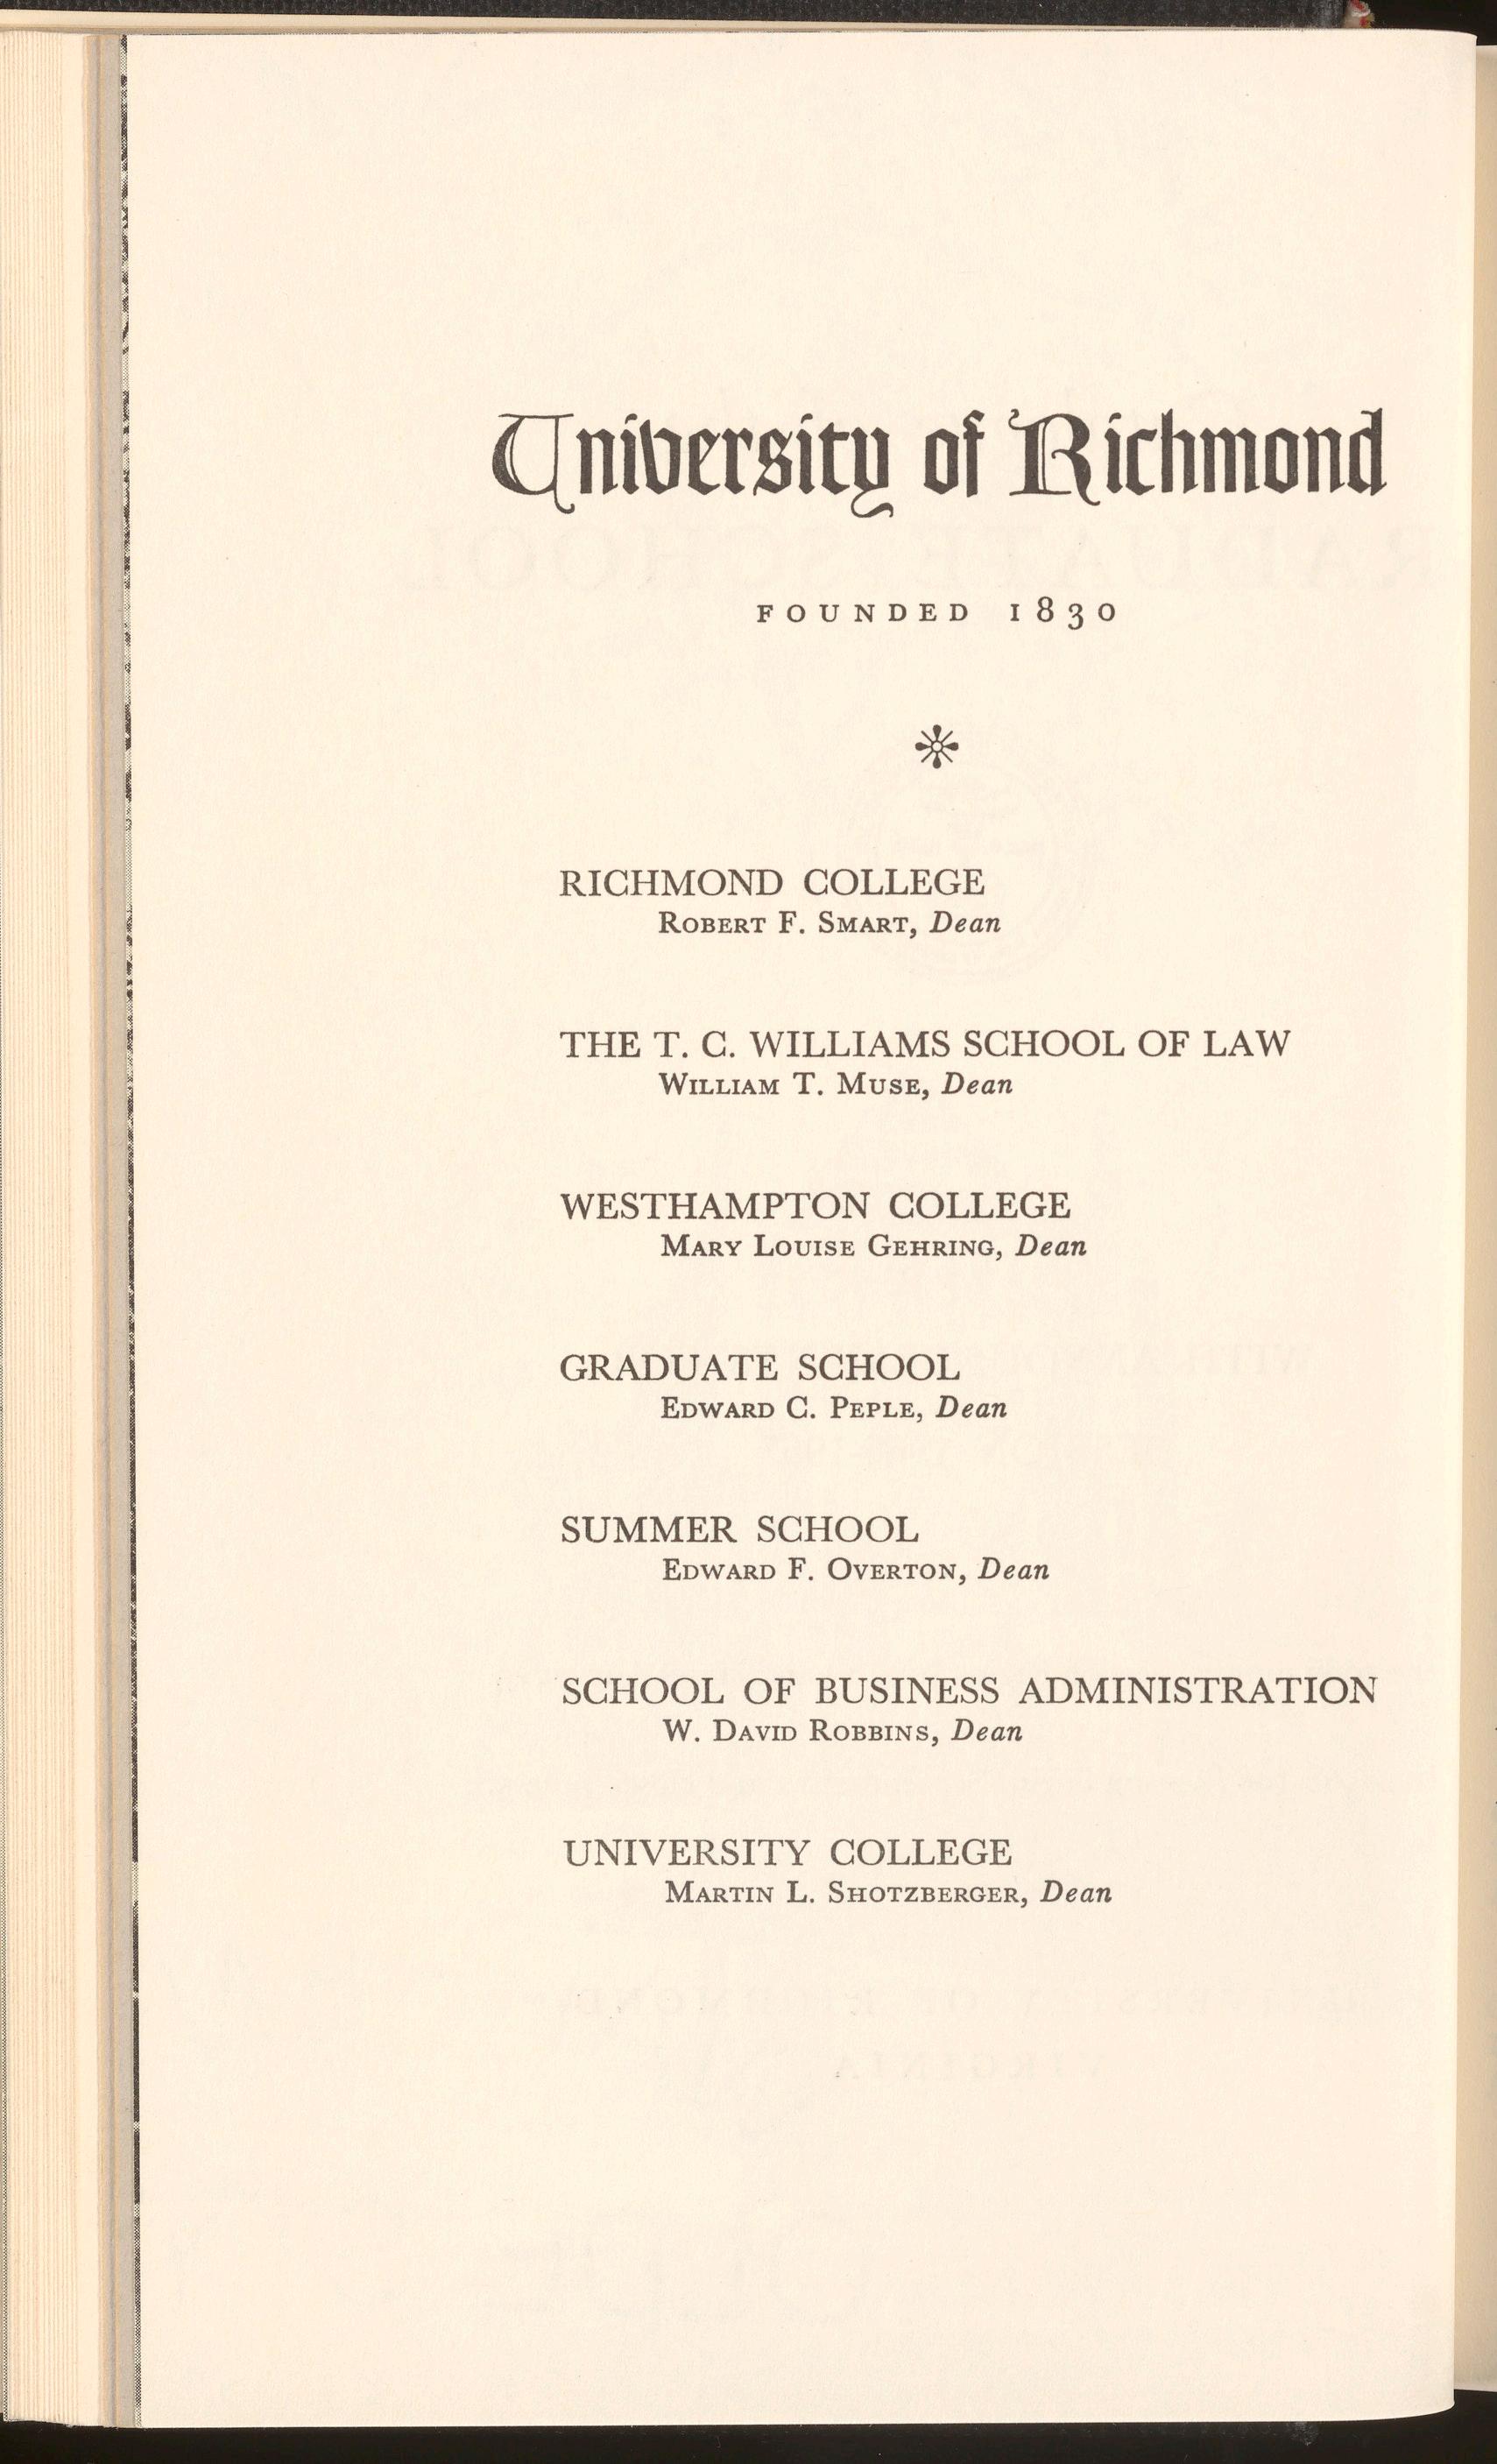 University of Richmond
FOUNDED 1830
RICHMOND COLLEGE
ROBERT F. SMART, Dean
THE T. C. WILLIAMS SCHOOL OF LAW
WILLIAM T. MUSE, Dean
WESTHAMPTON COLLEGE
MARY LOUISE GEHRING, Dean
GRADUATE SCHOOL
EDWARD C. PEPLE, Dean
SUMMER SCHOOL
EDWARD F. OVERTON, Dean
SCHOOL OF BUSINESS ADMINISTRATION
W. DAVID ROBBINS, Dean
UNIVERSITY COLLEGE
MARTIN L. SHOTZBERGER, Dean